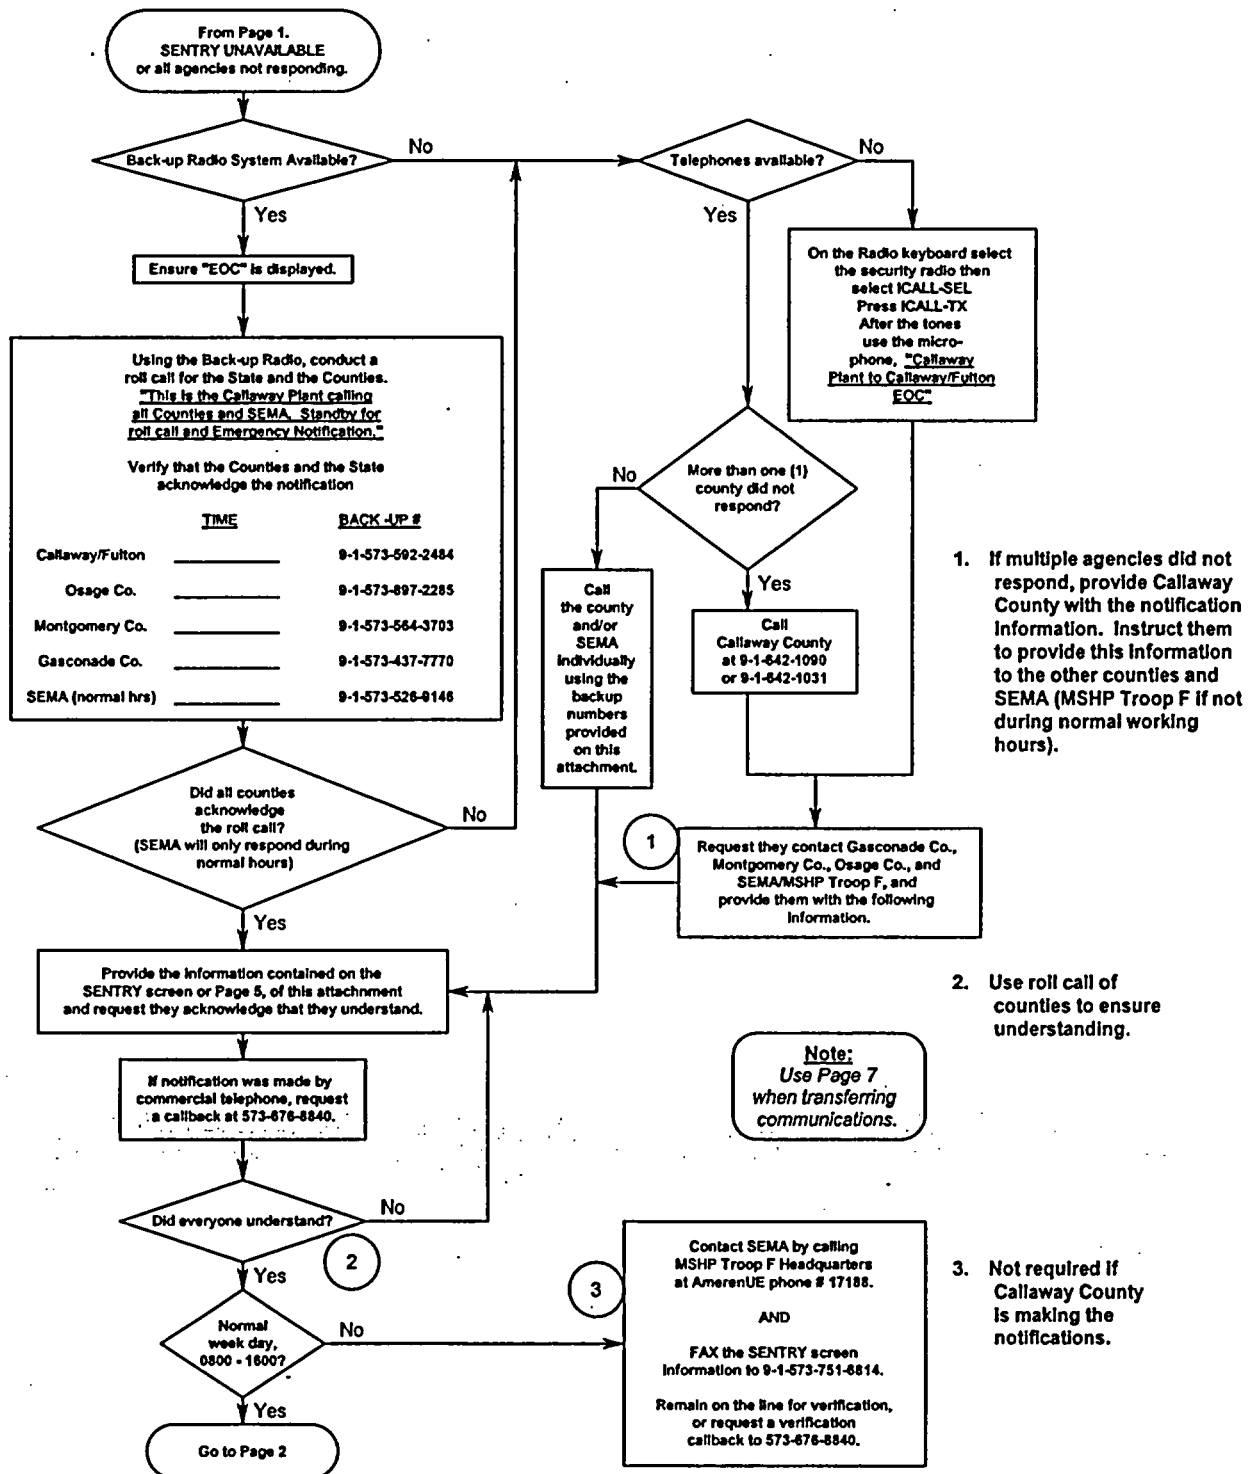 From Page 1.
SENTRY UNAVAILABLE
or all agencies not responding.
Back-up Radio System Available?
No
Yes
Ensure "EOC" is displayed.
Using the Back-up Radio, conduct a
roll call for the State and the Counties.
"This is the Callaway Plant calling
all Counties and SEMA. Standby for
roll call and Emergency Notification."
Verify that the Counties and the State
acknowledge the notification
TIME BACK -UP #
Callaway/Fulton 9-1-573-592-2484
Osage Co. 9-1-573-897-2285
Montgomery Co. 9-1-573-564-3703
Gasconade Co. 9-1-573-437-7770
SEMA (normal hrs) 9-1-573-526-9146
Did all counties
acknowledge
the roll call?
(SEMA will only respond during
normal hours)
No
Yes
Provide the information contained on the
SENTRY screen or Page 5, of this attachnment
and request they acknowledge that they understand.
If notification was made by
commercial telephone, request
a callback at 573-676-8840.
Did everyone understand?
No
2
Yes
Normal
week day,
0800 - 1600?
No
Yes
Go to Page 2
Telephones available?
No
Yes
On the Radio keyboard select
the security radio then
select ICALL-SEL
Press ICALL-TX
After the tones
use the micro-
phone, "Callaway
Plant to Callaway/Fulton
EOC"
More than one (1)
county did not
respond?
No
Yes
Call
the county
and/or
SEMA
individually
using the
backup
numbers
provided
on this
attachment.
Call
Callaway County
at 9-1-642-1090
or 9-1-642-1031
1
Request they contact Gasconade Co.,
Montgomery Co., Osage Co., and
SEMA/MSHP Troop F, and
provide them with the following
information.
Note:
Use Page 7
when transferring
communications.
3
Contact SEMA by calling
MSHP Troop F Headquarters
at AmerenUE phone # 17188.
AND
FAX the SENTRY screen
information to 9-1-573-751-6814.
Remain on the line for verification,
or request a verification
callback to 573-676-8840.
1. If multiple agencies did not
respond, provide Callaway
County with the notification
information. Instruct them
to provide this information
to the other counties and
SEMA (MSHP Troop F if not
during normal working
hours).
2. Use roll call of
counties to ensure
understanding.
3. Not required if
Callaway County
is making the
notifications.